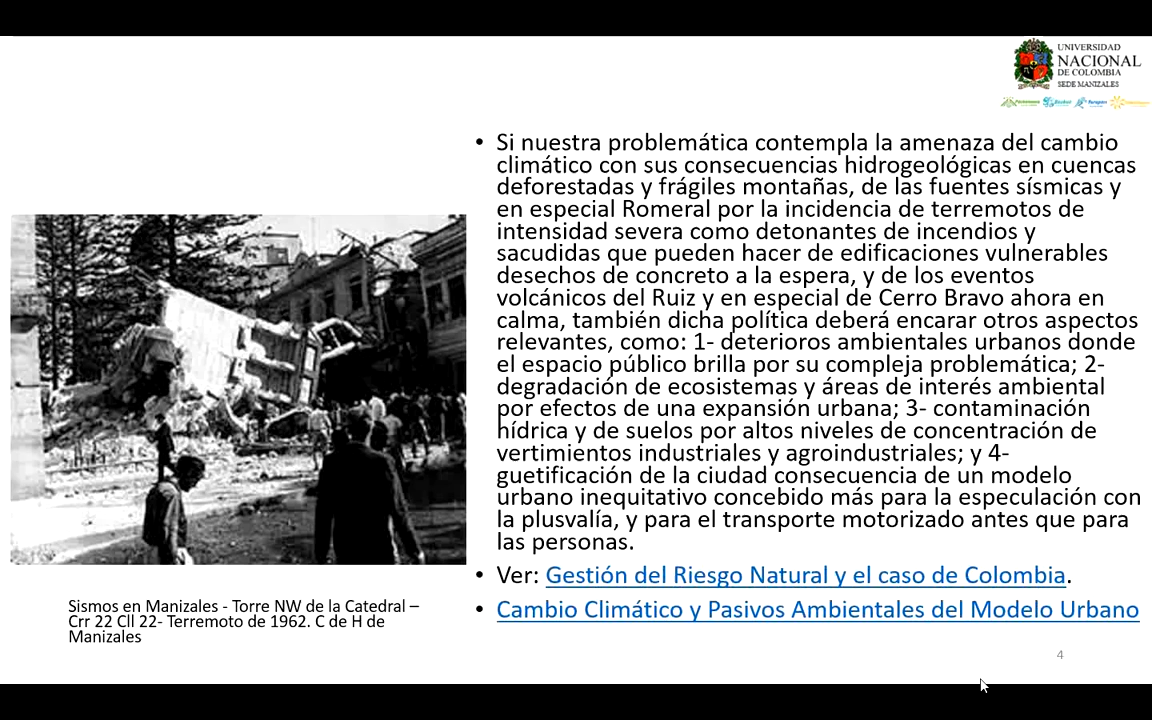 UNIVERSIDAD
NACIONAL
DE COLOMBIA
SEDE MANIZALES
• Si nuestra problemática contempla la amenaza del cambio
climático con sus consecuencias hidrogeológicas en cuencas
deforestadas y frágiles montañas, de las fuentes sísmicas y
en especial Romeral por la incidencia de terremotos de
intensidad severa como detonantes de incendios y
sacudidas que pueden hacer de edificaciones vulnerables
desechos de concreto a la espera, y de los eventos
volcánicos del Ruiz y en especial de Cerro Bravo ahora en
calma, también dicha política deberá encarar otros aspectos
relevantes, como: 1- deterioros ambientales urbanos donde
el espacio público brilla por su compleja problemática; 2-
degradación de ecosistemas y áreas de interés ambiental
por efectos de una expansión urbana; 3- contaminación
hídrica y de suelos por altos niveles de concentración de
vertimientos industriales y agroindustriales; y 4-
guetificación de la ciudad consecuencia de un modelo
urbano inequitativo concebido más para la especulación con
la plusvalía, y para el transporte motorizado antes que para
las personas.
• Ver: Gestión del Riesgo Natural y el caso de Colombia.
• Cambio Climático y Pasivos Ambientales del Modelo Urbano
Sismos en Manizales - Torre NW de la Catedral –
Crr 22 Cll 22- Terremoto de 1962. C de H de
Manizales
4